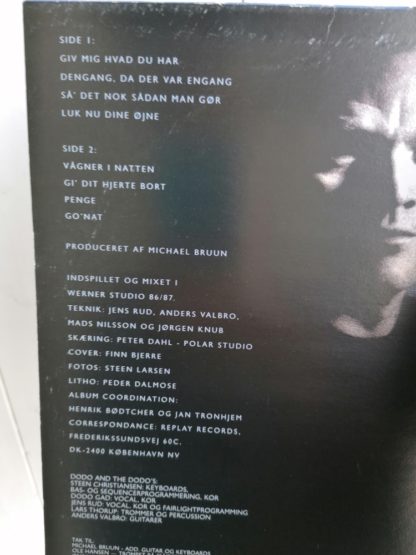 SIDE 1:
GIV MIG HVAD DU HAR
DENGANG, DA DER VAR ENGANG
SÅ' DET NOK SÅDAN MAN GØR
LUK NU DINE ØJNE
SIDE 2:
VÅGNER I NATTEN
GI' DIT HJERTE BORT
PENGE
GO'NAT
PRODUCERET AF MICHAEL BRUUN
INDSPILLET OG MIXET I
WERNER STUDIO 86/87.
TEKNIK: JENS RUD, ANDERS VALBRO,
MADS NILSSON OG JØRGEN KNUB
SKÆRING: PETER DAHL - POLAR STUDIO
COVER: FINN BJERRE
FOTOS: STEEN LARSEN
LITHO: PEDER DALMOSE
ALBUM COORDINATION:
HENRIK BØDTCHER OG JAN TRONHJEM
CORRESPONDANCE: REPLAY RECORDS,
FREDERIKSSUNDSVEJ 60C.
DK-2400 KØBENHAVN NV
DODO AND THE DODO'S:
STEEN CHRISTIANSEN: KEYBOARDS,
BAS- OG SEQUENCERPROGRAMMERING, KOR
DODO GAD: VOCAL, KOR
JENS RUD: VOCAL, KOR OG FAIRLIGHTPROGRAMMING
LARS THORUP: TROMMER OG PERCUSSION
ANDERS VALBRO: GUITARER
TAK TIL:
MICHAEL BRUUN - ADD. GUITAR OG KEYBOARDS
OLE HANSEN -